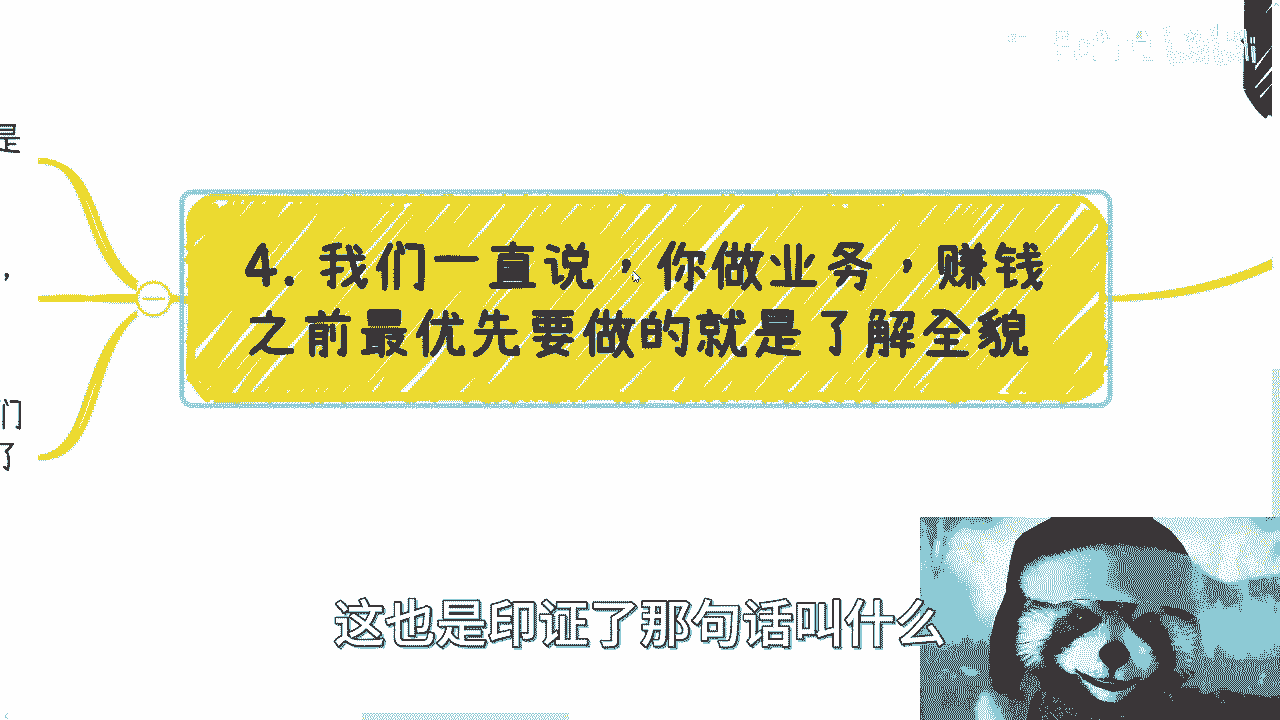 是
，
们
了
4. 我们一直说，你做业务，赚钱
之前最优先要做的就是了解全貌
这也是印证了那句话叫什么